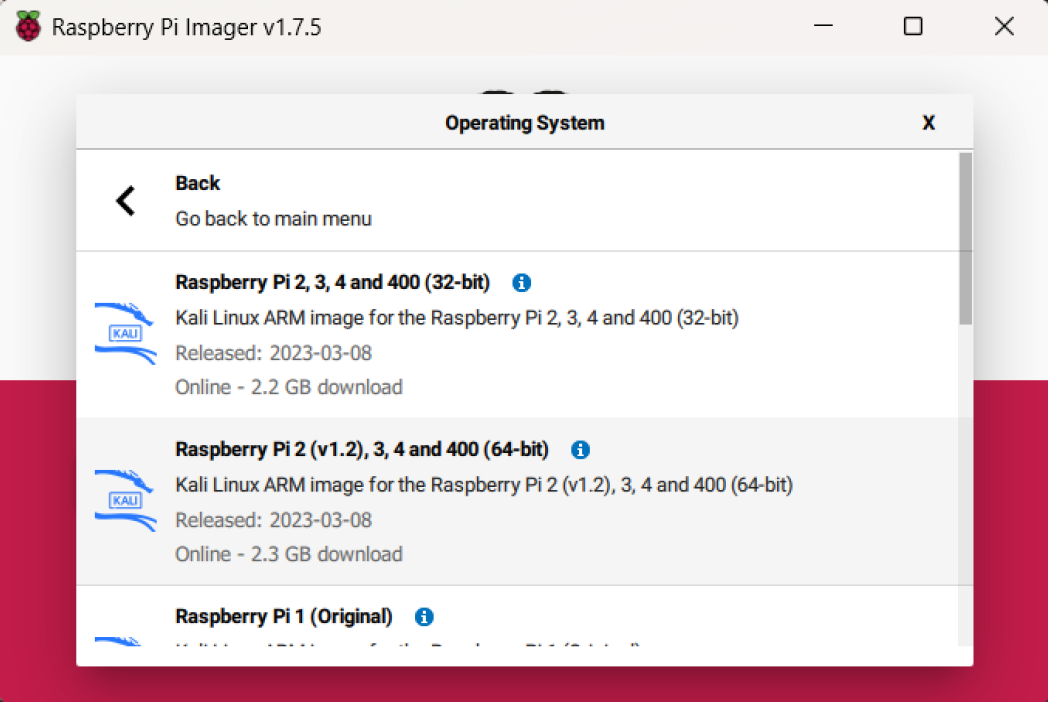 Raspberry Pi Imager v1.7.5
Operating System
X
Back
Go back to main menu
Raspberry Pi 2, 3, 4 and 400 (32-bit)
KALI
Kali Linux ARM image for the Raspberry Pi 2, 3, 4 and 400 (32-bit)
Released: 2023-03-08
Online - 2.2 GB download
Raspberry Pi 2 (v1.2), 3, 4 and 400 (64-bit)
KALI
Kali Linux ARM image for the Raspberry Pi 2 (v1.2), 3, 4 and 400 (64-bit)
Released: 2023-03-08
Online - 2.3 GB download
Raspberry Pi 1 (Original)